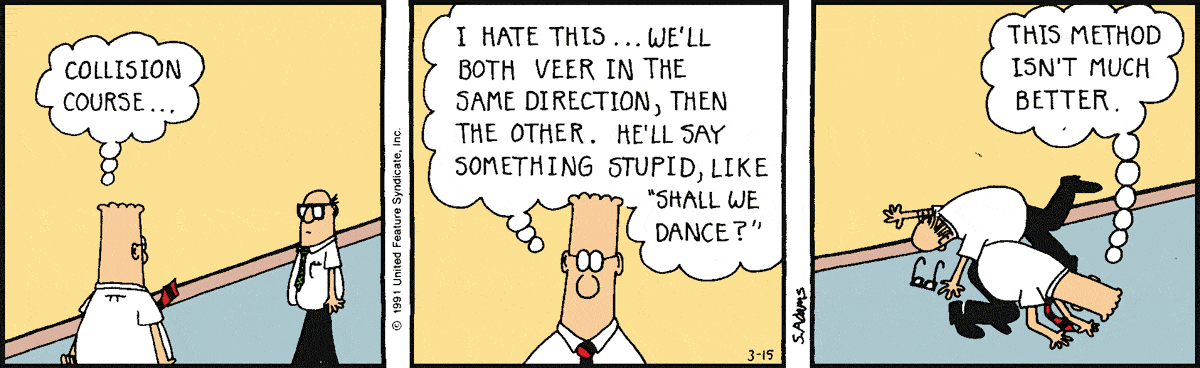 COLLISION
COURSE...
© 1991 United Feature Syndicate, Inc.
I HATE THIS... WE'LL
BOTH VEER IN THE
SAME DIRECTION, THEN
THE OTHER. HE'LL SAY
SOMETHING STUPID, LIKE
"SHALL WE
DANCE?"
3-15
S.ADAMS
THIS METHOD
ISN'T MUCH
BETTER.